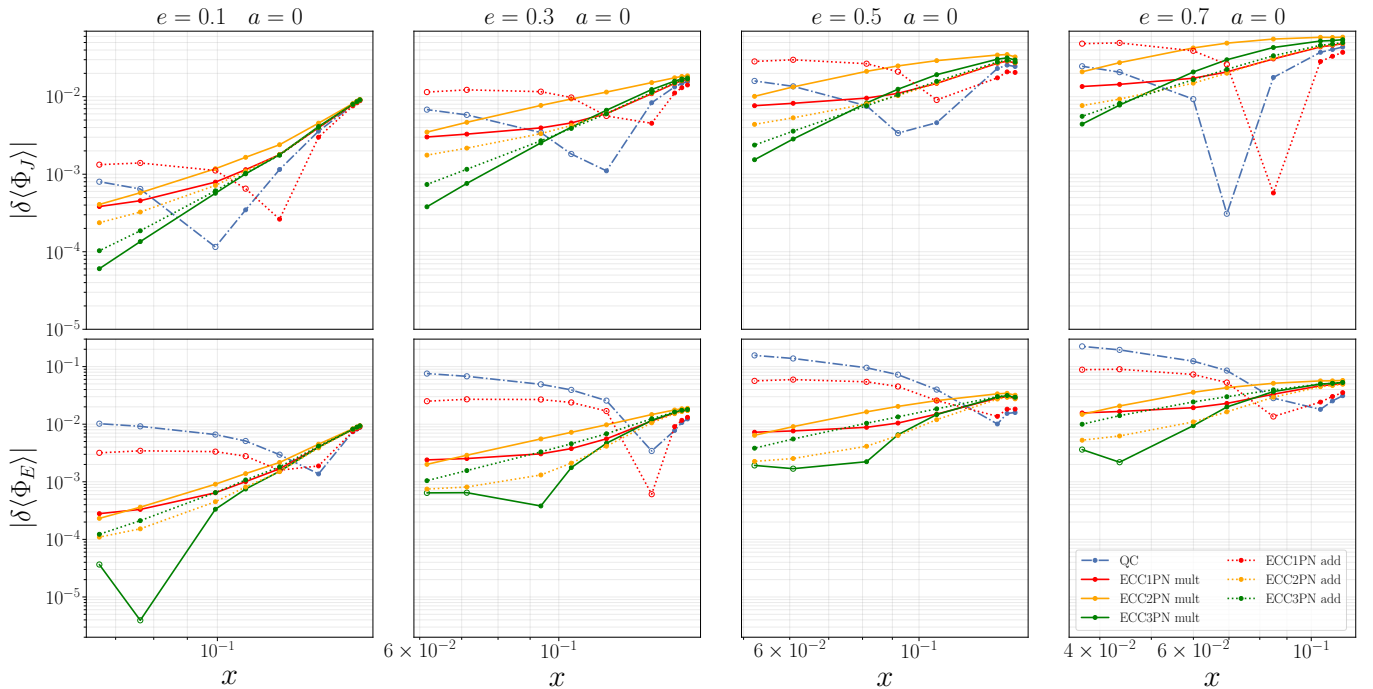 e = 0.1 a = 0
e = 0.3 a = 0
e = 0.5 a = 0
e = 0.7 a = 0
|δ⟨Φ_J⟩|
10⁻²
10⁻³
10⁻⁴
10⁻⁵
|δ⟨Φ_E⟩|
10⁻¹
10⁻²
10⁻³
10⁻⁴
10⁻⁵
QC
ECC1PN mult
ECC2PN mult
ECC3PN mult
ECC1PN add
ECC2PN add
ECC3PN add
10⁻¹
6 × 10⁻²
10⁻¹
6 × 10⁻²
10⁻¹
4 × 10⁻²
6 × 10⁻²
10⁻¹
x
x
x
x